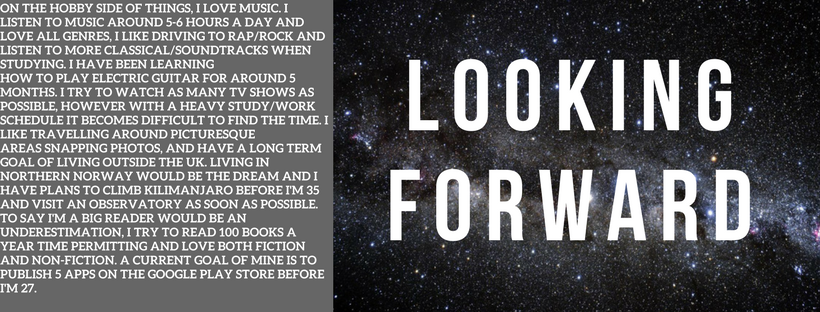 ON THE HOBBY SIDE OF THINGS, I LOVE MUSIC. I
LISTEN TO MUSIC AROUND 5-6 HOURS A DAY AND
LOVE ALL GENRES, I LIKE DRIVING TO RAP/ROCK AND
LISTEN TO MORE CLASSICAL/SOUNDTRACKS WHEN
STUDYING. I HAVE BEEN LEARNING
HOW TO PLAY ELECTRIC GUITAR FOR AROUND 5
MONTHS. I TRY TO WATCH AS MANY TV SHOWS AS
POSSIBLE, HOWEVER WITH A HEAVY STUDY/WORK
SCHEDULE IT BECOMES DIFFICULT TO FIND THE TIME. I
LIKE TRAVELLING AROUND PICTURESQUE
AREAS SNAPPING PHOTOS, AND HAVE A LONG TERM
GOAL OF LIVING OUTSIDE THE UK. LIVING IN
NORTHERN NORWAY WOULD BE THE DREAM AND I
HAVE PLANS TO CLIMB KILIMANJARO BEFORE I'M 35
AND VISIT AN OBSERVATORY AS SOON AS POSSIBLE.
TO SAY I'M A BIG READER WOULD BE AN
UNDERESTIMATION, I TRY TO READ 100 BOOKS A
YEAR TIME PERMITTING AND LOVE BOTH FICTION
AND NON-FICTION. A CURRENT GOAL OF MINE IS TO
PUBLISH 5 APPS ON THE GOOGLE PLAY STORE BEFORE
I'M 27.
LOOKING
FORWARD